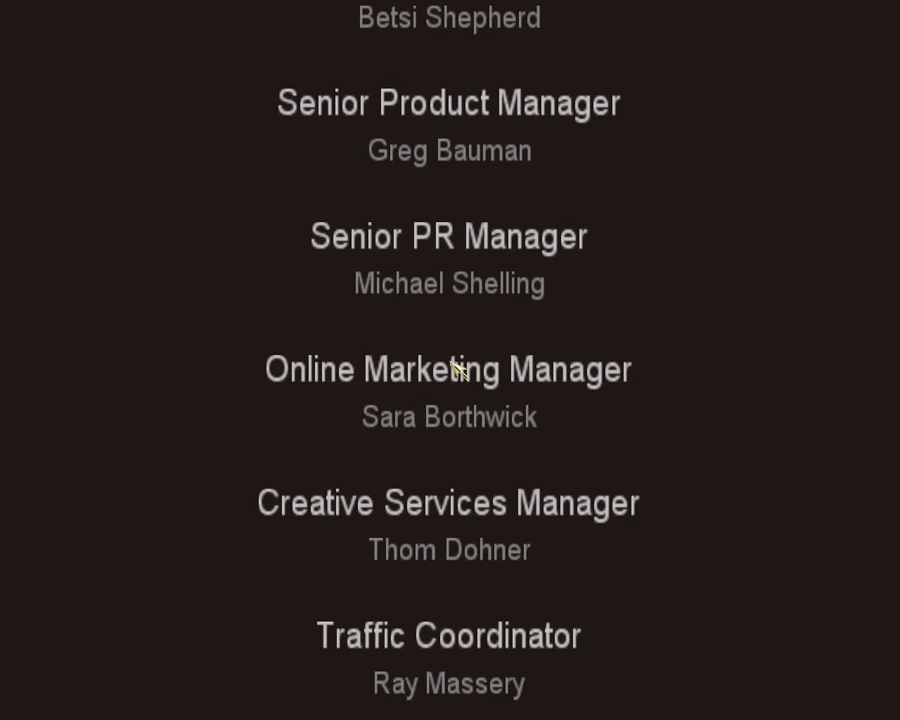 Betsi Shepherd
Senior Product Manager
Greg Bauman
Senior PR Manager
Michael Shelling
Online Marketing Manager
Sara Borthwick
Creative Services Manager
Thom Dohner
Traffic Coordinator
Ray Massery